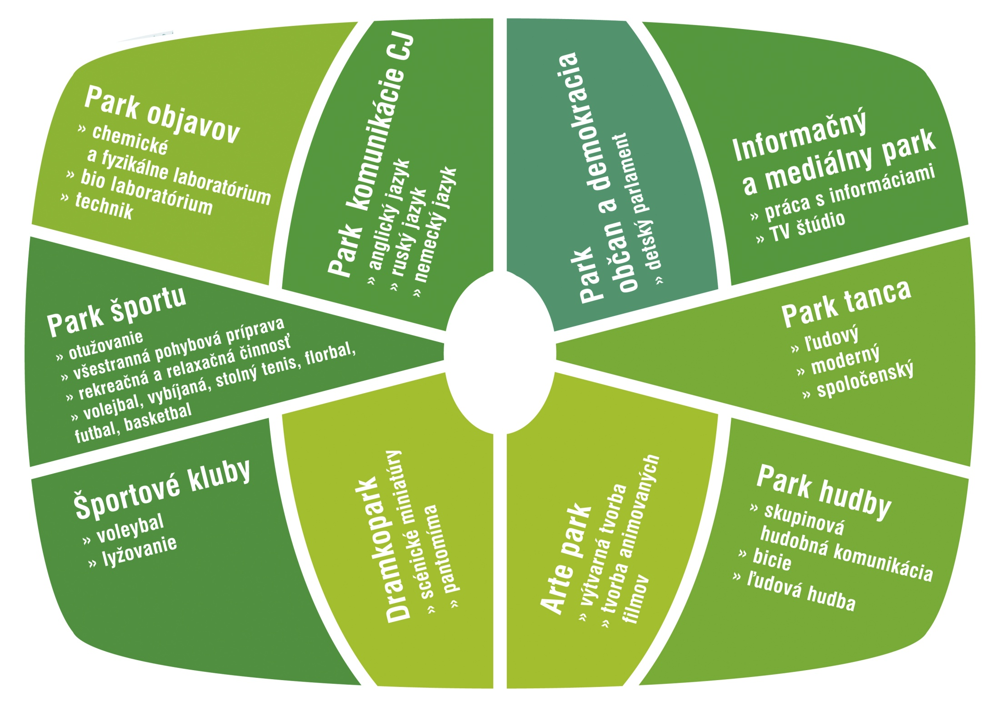 Park objavov
» chemické
a fyzikálne laboratórium
» bio laboratórium
» technik
Park komunikácie CJ
» anglický jazyk
» ruský jazyk
» nemecký jazyk
Park
občan a demokracia
» detský parlament
Informačný
a mediálny park
» práca s informáciami
» TV štúdio
Park športu
» otužovanie
» všestranná pohybová príprava
» rekreačná a relaxačná činnosť
» volejbal, vybíjaná, stolný tenis, florbal,
futbal, basketbal
Park tanca
» ľudový
» moderný
» spoločenský
Športové kluby
» voleybal
» lyžovanie
Dramkopark
» scénické miniatúry
» pantomíma
Arte park
» výtvarná tvorba
» tvorba animovaných
filmov
Park hudby
» skupinová
hudobná komunikácia
» bicie
» ľudová hudba